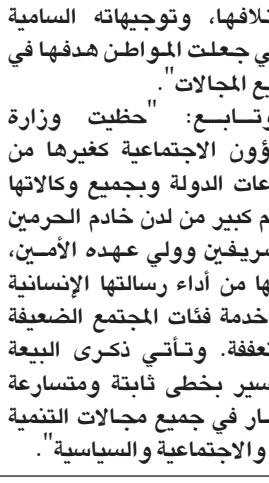 تلافها، وتوجيهاته السامية
ي جعلت المواطن هدفها في
يع المجالات".
وتابع: "حظيت وزارة
ؤون الاجتماعية كغيرها من
عات الدولة وبجميع وكالاتها
م كبير من لدن خادم الحرمين
شريفين وولي عهده الأمين،
ها من أداء رسالتها الإنسانية
خدمة فئات المجتمع الضعيفة
تعففة. وتأتي ذكرى البيعة
سير بخطى ثابتة ومتسارعة
ـار في جميع مجالات التنمية
والاجتماعية والسياسية".